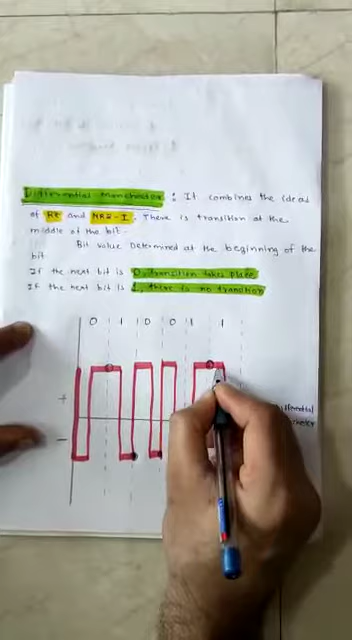 Differential Manchester : It combines the ideas
of RZ and NRZ-I. There is transition at the
middle of the bit.
Bit value Determined at the beginning of the
bit
If the next bit is 0, transition takes place
If the next bit is 1, there is no transition
0 1 0 0 1 1
+
−